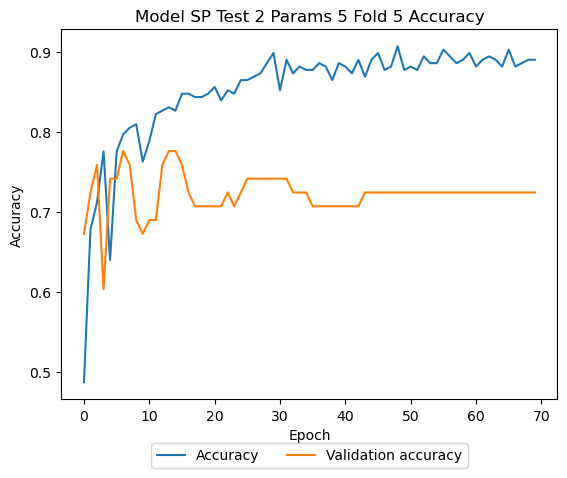 Model SP Test 2 Params 5 Fold 5 Accuracy
0.9
0.8
0.7
0.6
0.5
Accuracy
0 10 20 30 40 50 60 70
Epoch
Accuracy Validation accuracy